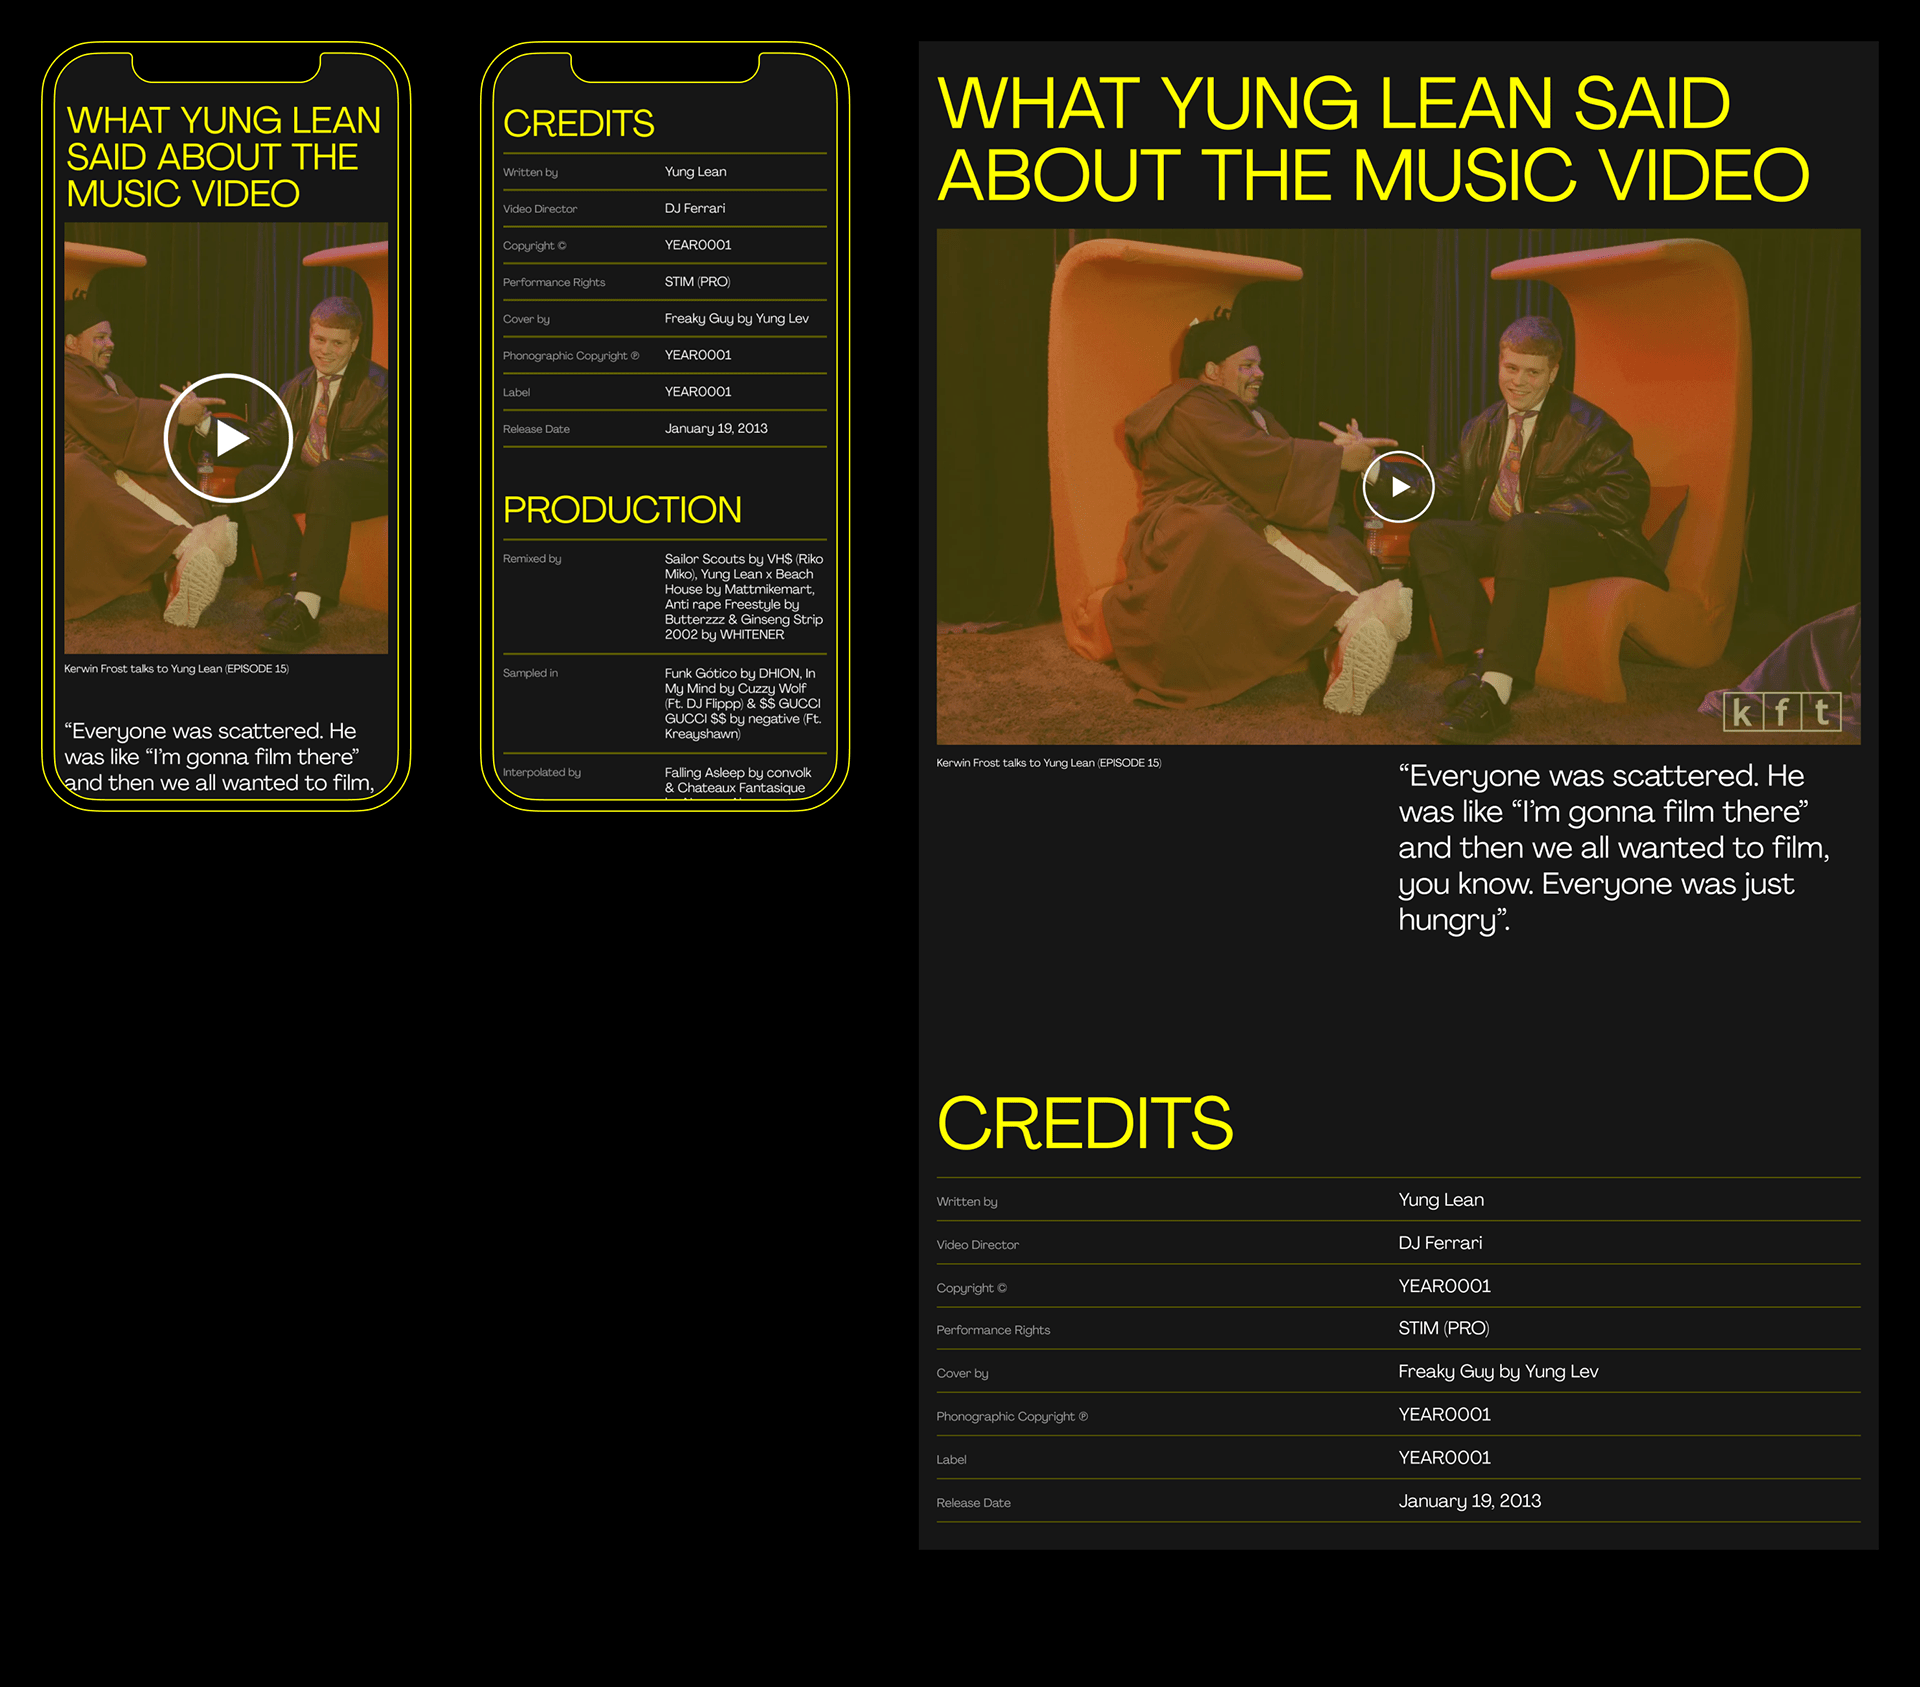 WHAT YUNG LEAN
SAID ABOUT THE
MUSIC VIDEO
Kerwin Frost talks to Yung Lean (EPISODE 15)
“Everyone was scattered. He
was like “I’m gonna film there”
and then we all wanted to film,
CREDITS
Written by Yung Lean
Video Director DJ Ferrari
Copyright © YEAR0001
Performance Rights STIM (PRO)
Cover by Freaky Guy by Yung Lev
Phonographic Copyright ℗ YEAR0001
Label YEAR0001
Release Date January 19, 2013
PRODUCTION
Remixed by Sailor Scouts by VH$ (Riko
Miko), Yung Lean x Beach
House by Mattmikemart,
Anti rape Freestyle by
Butterzzz & Ginseng Strip
2002 by WHITENER
Sampled in Funk Gótico by DHION, In
My Mind by Cuzzy Wolf
(Ft. DJ Flippp) & $$ GUCCI
GUCCI $$ by negative (Ft.
Kreayshawn)
Interpolated by Falling Asleep by convolk
& Chateaux Fantasique
WHAT YUNG LEAN SAID
ABOUT THE MUSIC VIDEO
kft
Kerwin Frost talks to Yung Lean (EPISODE 15)
“Everyone was scattered. He
was like “I’m gonna film there”
and then we all wanted to film,
you know. Everyone was just
hungry”.
CREDITS
Written by Yung Lean
Video Director DJ Ferrari
Copyright © YEAR0001
Performance Rights STIM (PRO)
Cover by Freaky Guy by Yung Lev
Phonographic Copyright ℗ YEAR0001
Label YEAR0001
Release Date January 19, 2013